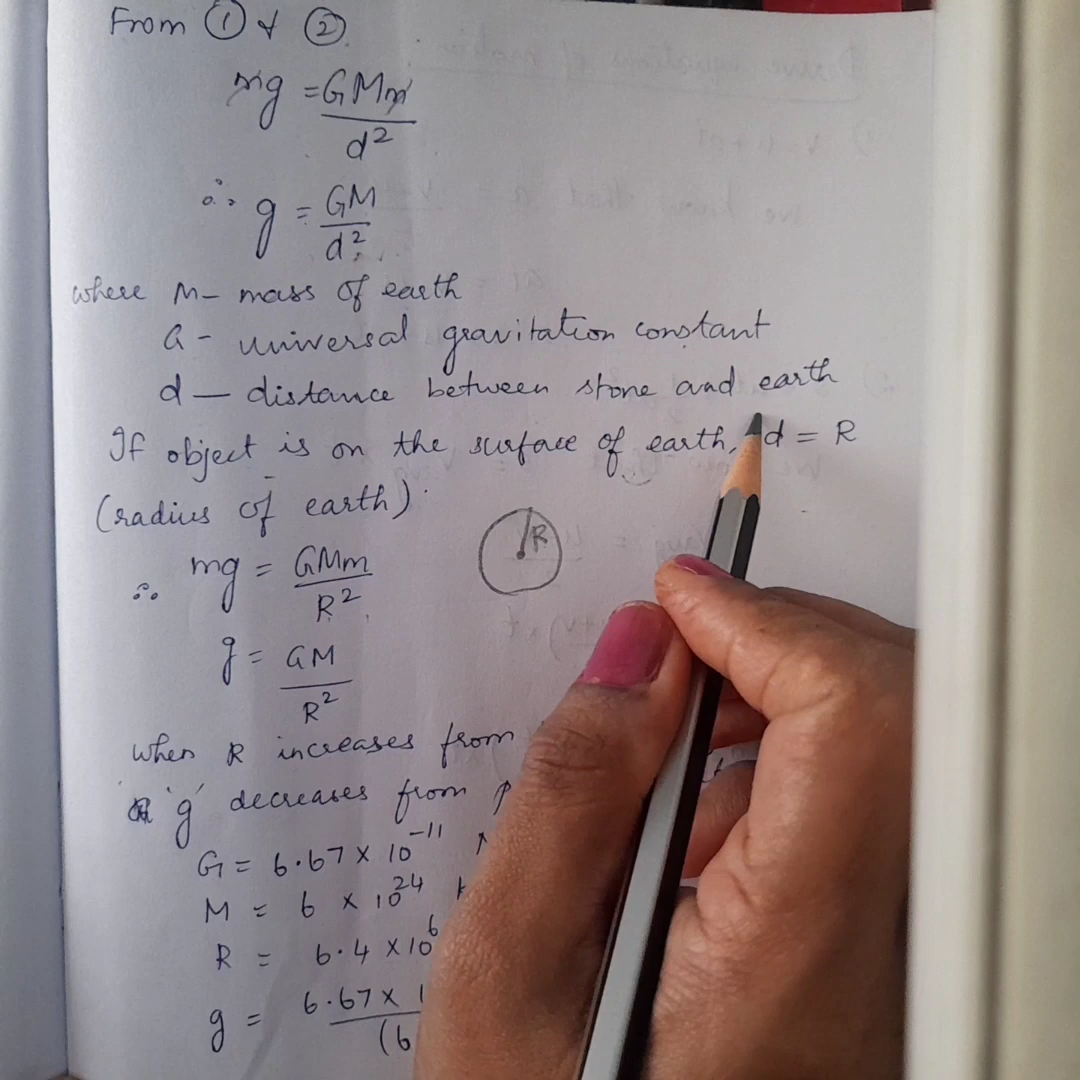 From ① & ②.
mg = GMm
d²
∴ g = GM
d²
where M – mass of earth
G – universal gravitation constant
d – distance between stone and earth
If object is on the surface of earth, d = R
(radius of earth).
R
∴ mg = GMm
R²
g = GM
R²
when R increases from
'g' decreases from p
G = 6.67 × 10⁻¹¹ N
M = 6 × 10²⁴ k
R = 6.4 × 10⁶
g = 6.67 × 1
(6